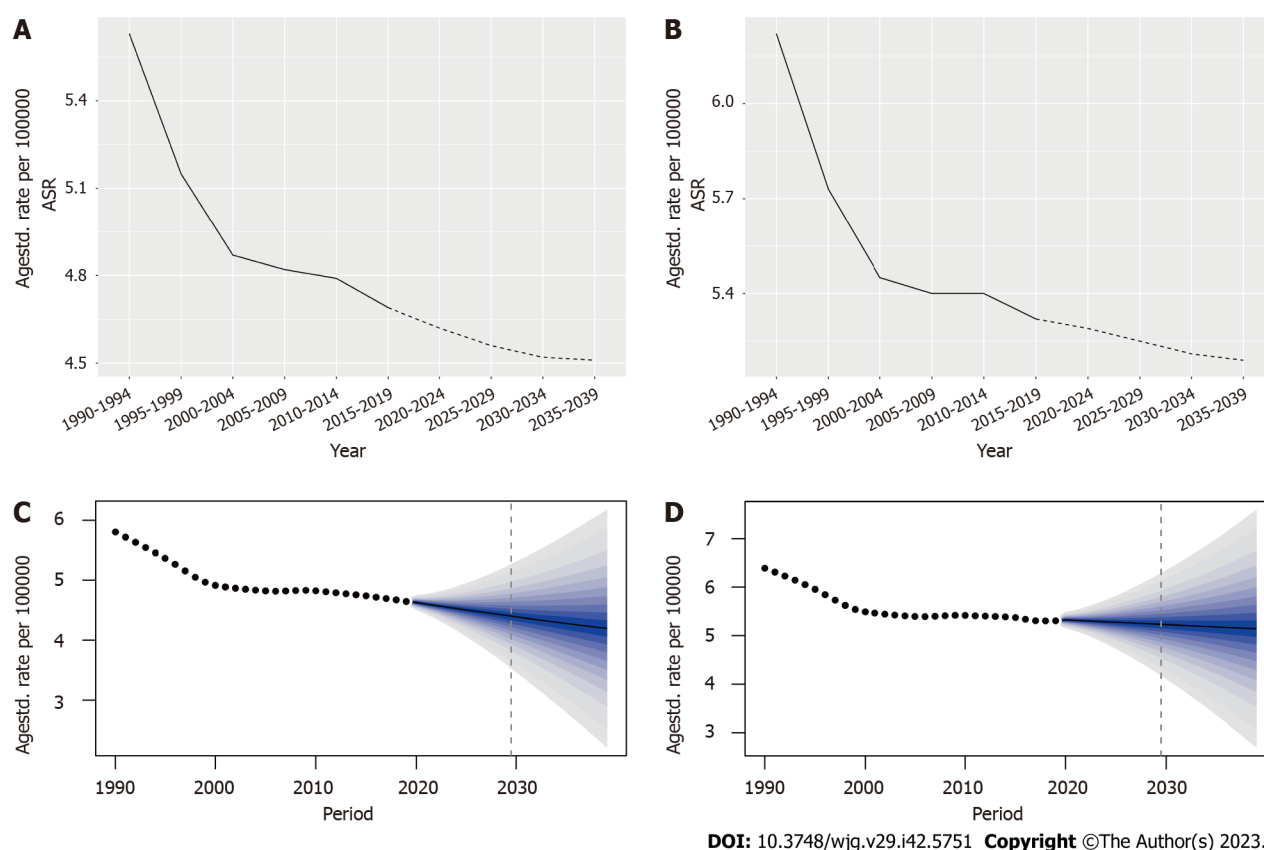 A
Agestd. rate per 100000
ASR
5.4
5.1
4.8
4.5
1990-1994
1995-1999
2000-2004
2005-2009
2010-2014
2015-2019
2020-2024
2025-2029
2030-2034
2035-2039
Year
B
Agestd. rate per 100000
ASR
6.0
5.7
5.4
1990-1994
1995-1999
2000-2004
2005-2009
2010-2014
2015-2019
2020-2024
2025-2029
2030-2034
2035-2039
Year
C
Agestd. rate per 100000
6
5
4
3
1990 2000 2010 2020 2030
Period
D
Agestd. rate per 100000
7
6
5
4
3
1990 2000 2010 2020 2030
Period
DOI: 10.3748/wjg.v29.i42.5751 Copyright ©The Author(s) 2023.